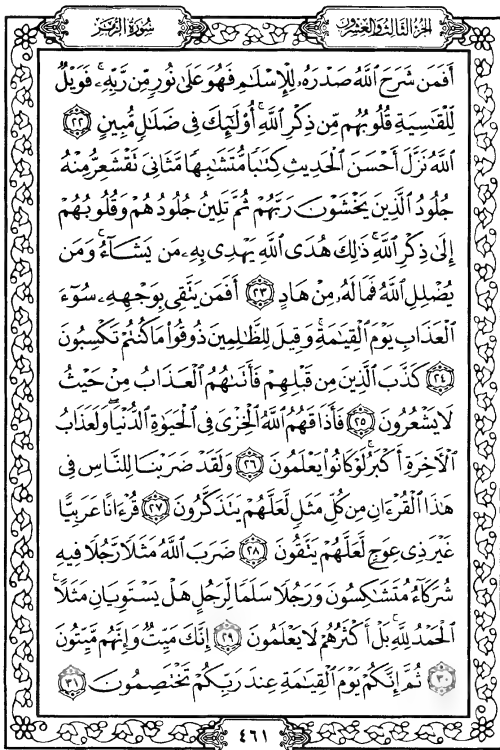 الجزء الثالث والعشرون
سورة الزمر
أَفَمَن شَرَحَ ٱللَّهُ صَدْرَهُۥ لِلْإِسْلَٰمِ فَهُوَ عَلَىٰ نُورٍ مِّن رَّبِّهِۦ ۚ فَوَيْلٌ
لِّلْقَٰسِيَةِ قُلُوبُهُم مِّن ذِكْرِ ٱللَّهِ ۚ أُو۟لَٰٓئِكَ فِى ضَلَٰلٍ مُّبِينٍ ٢٢
ٱللَّهُ نَزَّلَ أَحْسَنَ ٱلْحَدِيثِ كِتَٰبًا مُّتَشَٰبِهًا مَّثَانِىَ تَقْشَعِرُّ مِنْهُ
جُلُودُ ٱلَّذِينَ يَخْشَوْنَ رَبَّهُمْ ثُمَّ تَلِينُ جُلُودُهُمْ وَقُلُوبُهُمْ
إِلَىٰ ذِكْرِ ٱللَّهِ ۚ ذَٰلِكَ هُدَى ٱللَّهِ يَهْدِى بِهِۦ مَن يَشَآءُ ۚ وَمَن
يُضْلِلِ ٱللَّهُ فَمَا لَهُۥ مِنْ هَادٍ ٢٣ أَفَمَن يَتَّقِى بِوَجْهِهِۦ سُوٓءَ
ٱلْعَذَابِ يَوْمَ ٱلْقِيَٰمَةِ ۚ وَقِيلَ لِلظَّٰلِمِينَ ذُوقُوا۟ مَا كُنتُمْ تَكْسِبُونَ
٢٤ كَذَّبَ ٱلَّذِينَ مِن قَبْلِهِمْ فَأَتَىٰهُمُ ٱلْعَذَابُ مِنْ حَيْثُ
لَا يَشْعُرُونَ ٢٥ فَأَذَاقَهُمُ ٱللَّهُ ٱلْخِزْىَ فِى ٱلْحَيَوٰةِ ٱلدُّنْيَا ۖ وَلَعَذَابُ
ٱلْءَاخِرَةِ أَكْبَرُ ۚ لَوْ كَانُوا۟ يَعْلَمُونَ ٢٦ وَلَقَدْ ضَرَبْنَا لِلنَّاسِ فِى
هَٰذَا ٱلْقُرْءَانِ مِن كُلِّ مَثَلٍ لَّعَلَّهُمْ يَتَذَكَّرُونَ ٢٧ قُرْءَانًا عَرَبِيًّا
غَيْرَ ذِى عِوَجٍ لَّعَلَّهُمْ يَتَّقُونَ ٢٨ ضَرَبَ ٱللَّهُ مَثَلًا رَّجُلًا فِيهِ
شُرَكَآءُ مُتَشَٰكِسُونَ وَرَجُلًا سَلَمًا لِّرَجُلٍ هَلْ يَسْتَوِيَانِ مَثَلًا ۚ
ٱلْحَمْدُ لِلَّهِ ۚ بَلْ أَكْثَرُهُمْ لَا يَعْلَمُونَ ٢٩ إِنَّكَ مَيِّتٌ وَإِنَّهُم مَّيِّتُونَ
٣٠ ثُمَّ إِنَّكُمْ يَوْمَ ٱلْقِيَٰمَةِ عِندَ رَبِّكُمْ تَخْتَصِمُونَ ٣١
٤٦١